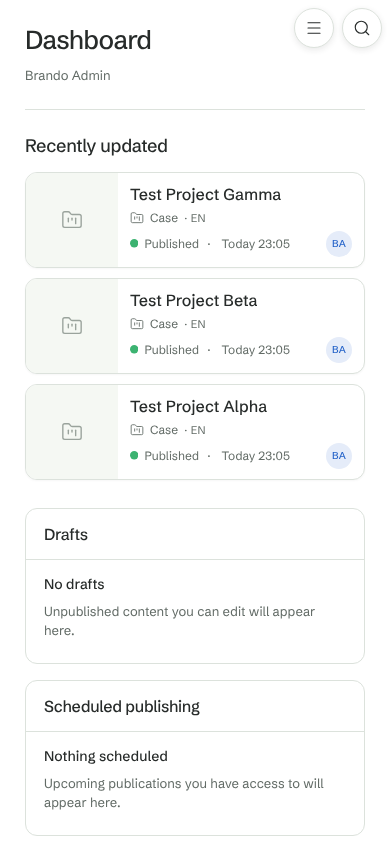 Dashboard
Brando Admin
Recently updated
Test Project Gamma
Case · EN
Published · Today 23:05
BA
Test Project Beta
Case · EN
Published · Today 23:05
BA
Test Project Alpha
Case · EN
Published · Today 23:05
BA
Drafts
No drafts
Unpublished content you can edit will appear
here.
Scheduled publishing
Nothing scheduled
Upcoming publications you have access to will
appear here.